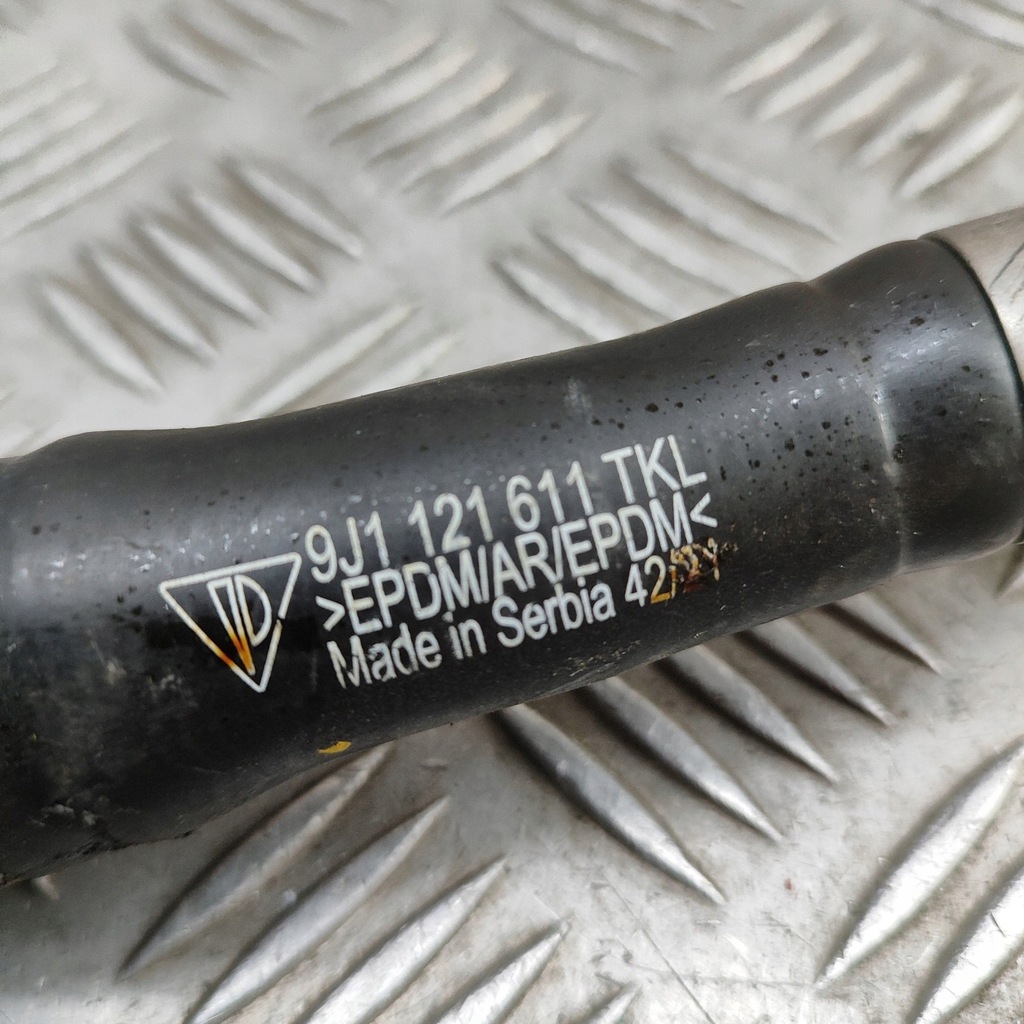 9J1 121 611 TKL
>EPDM/AR/EPDM<
Made in Serbia